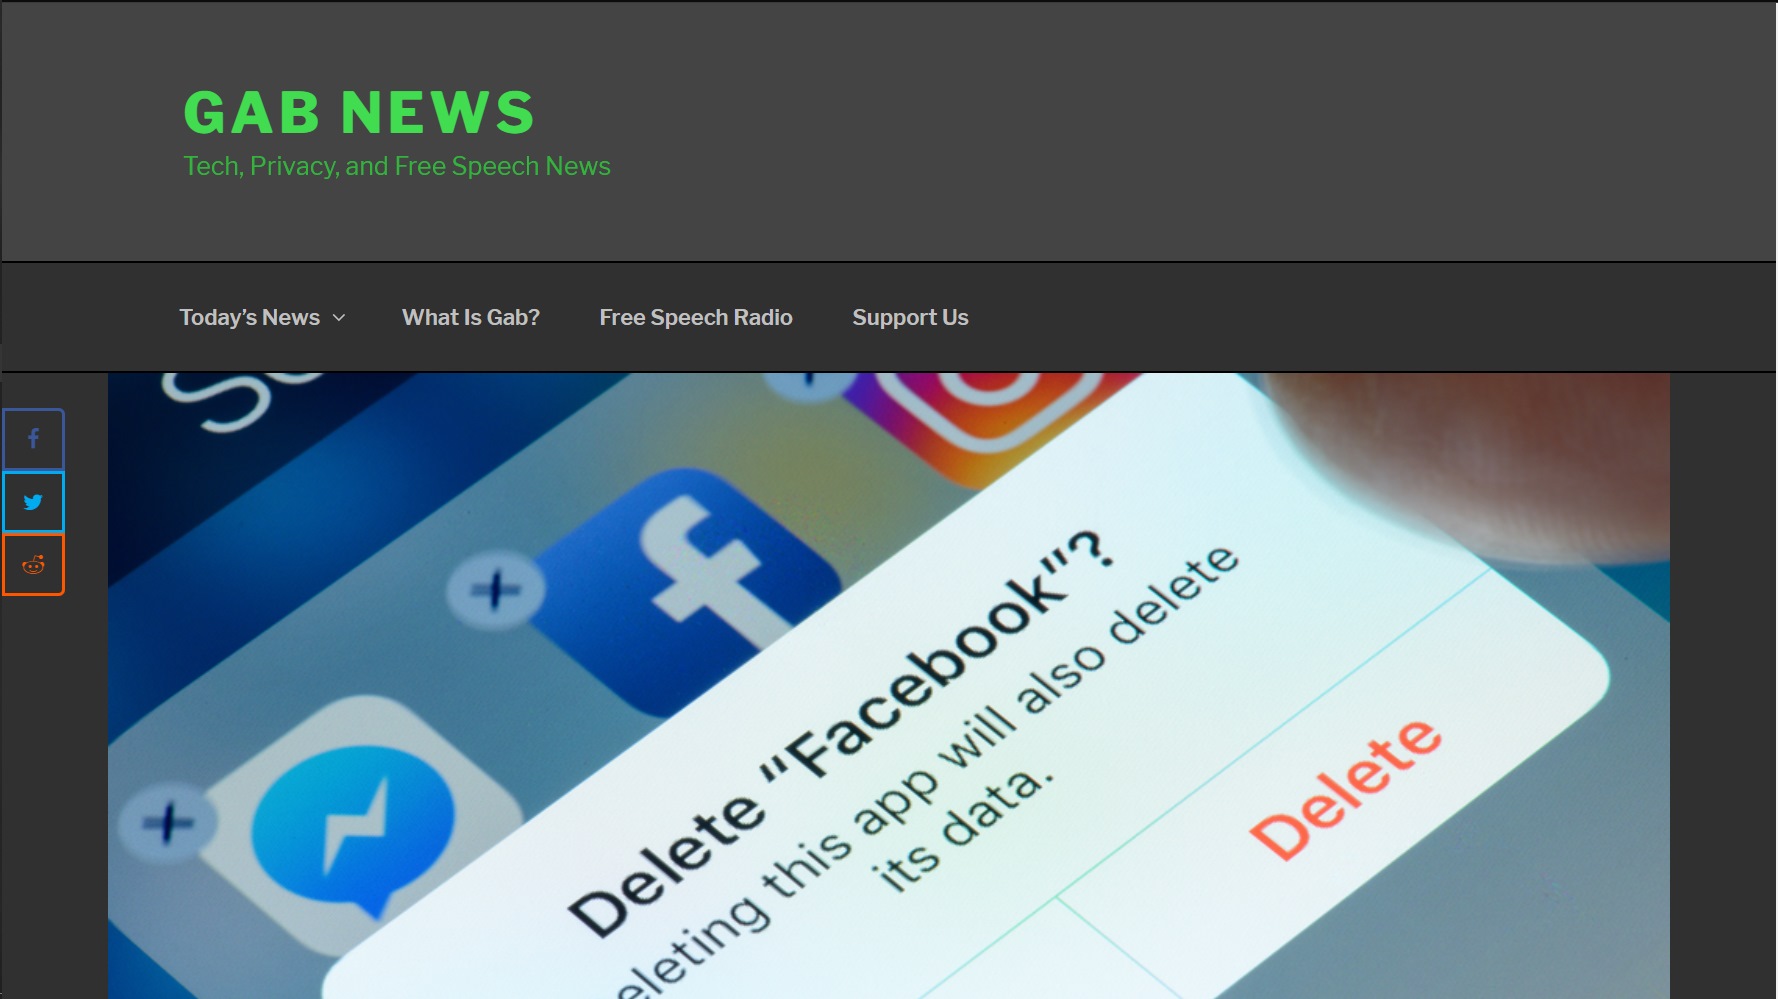 GAB NEWS
Tech, Privacy, and Free Speech News
Today's News
What Is Gab?
Free Speech Radio
Support Us
Delete “Facebook”?
eleting this app will also delete
its data.
Delete